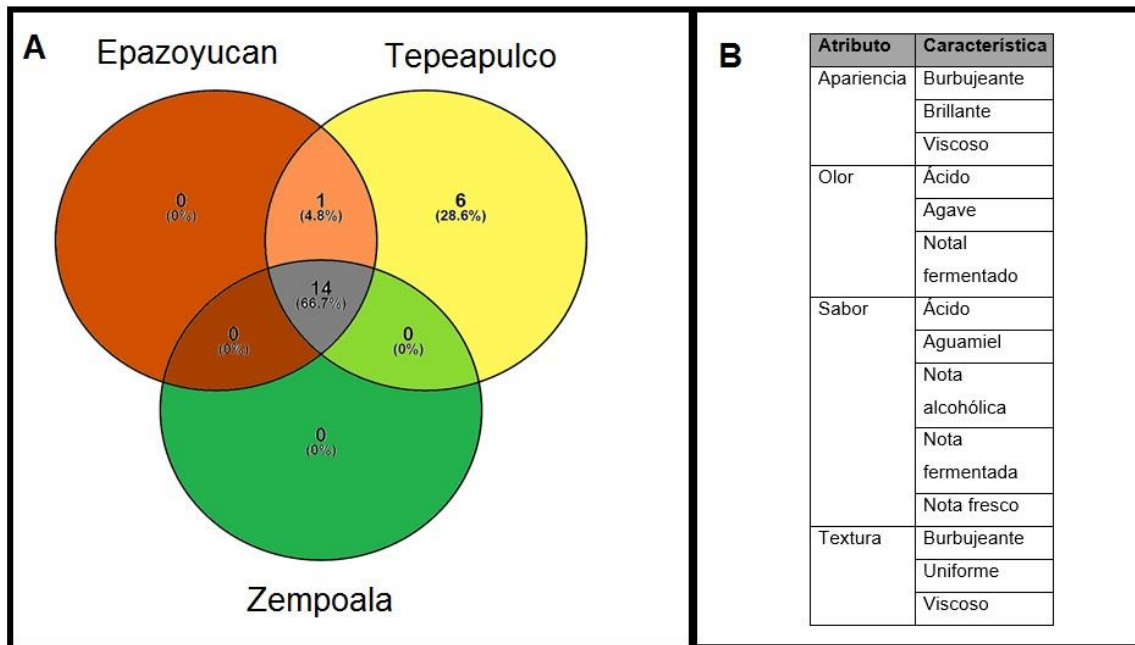 A
Epazoyucan
Tepeapulco
0
(0%)
1
(4.8%)
6
(28.6%)
14
(66.7%)
0
(0%)
0
(0%)
0
(0%)
Zempoala
B
Atributo Característica
Apariencia Burbujeante
Brillante
Viscoso
Olor Ácido
Agave
Notal
fermentado
Sabor Ácido
Aguamiel
Nota
alcohólica
Nota
fermentada
Nota fresco
Textura Burbujeante
Uniforme
Viscoso